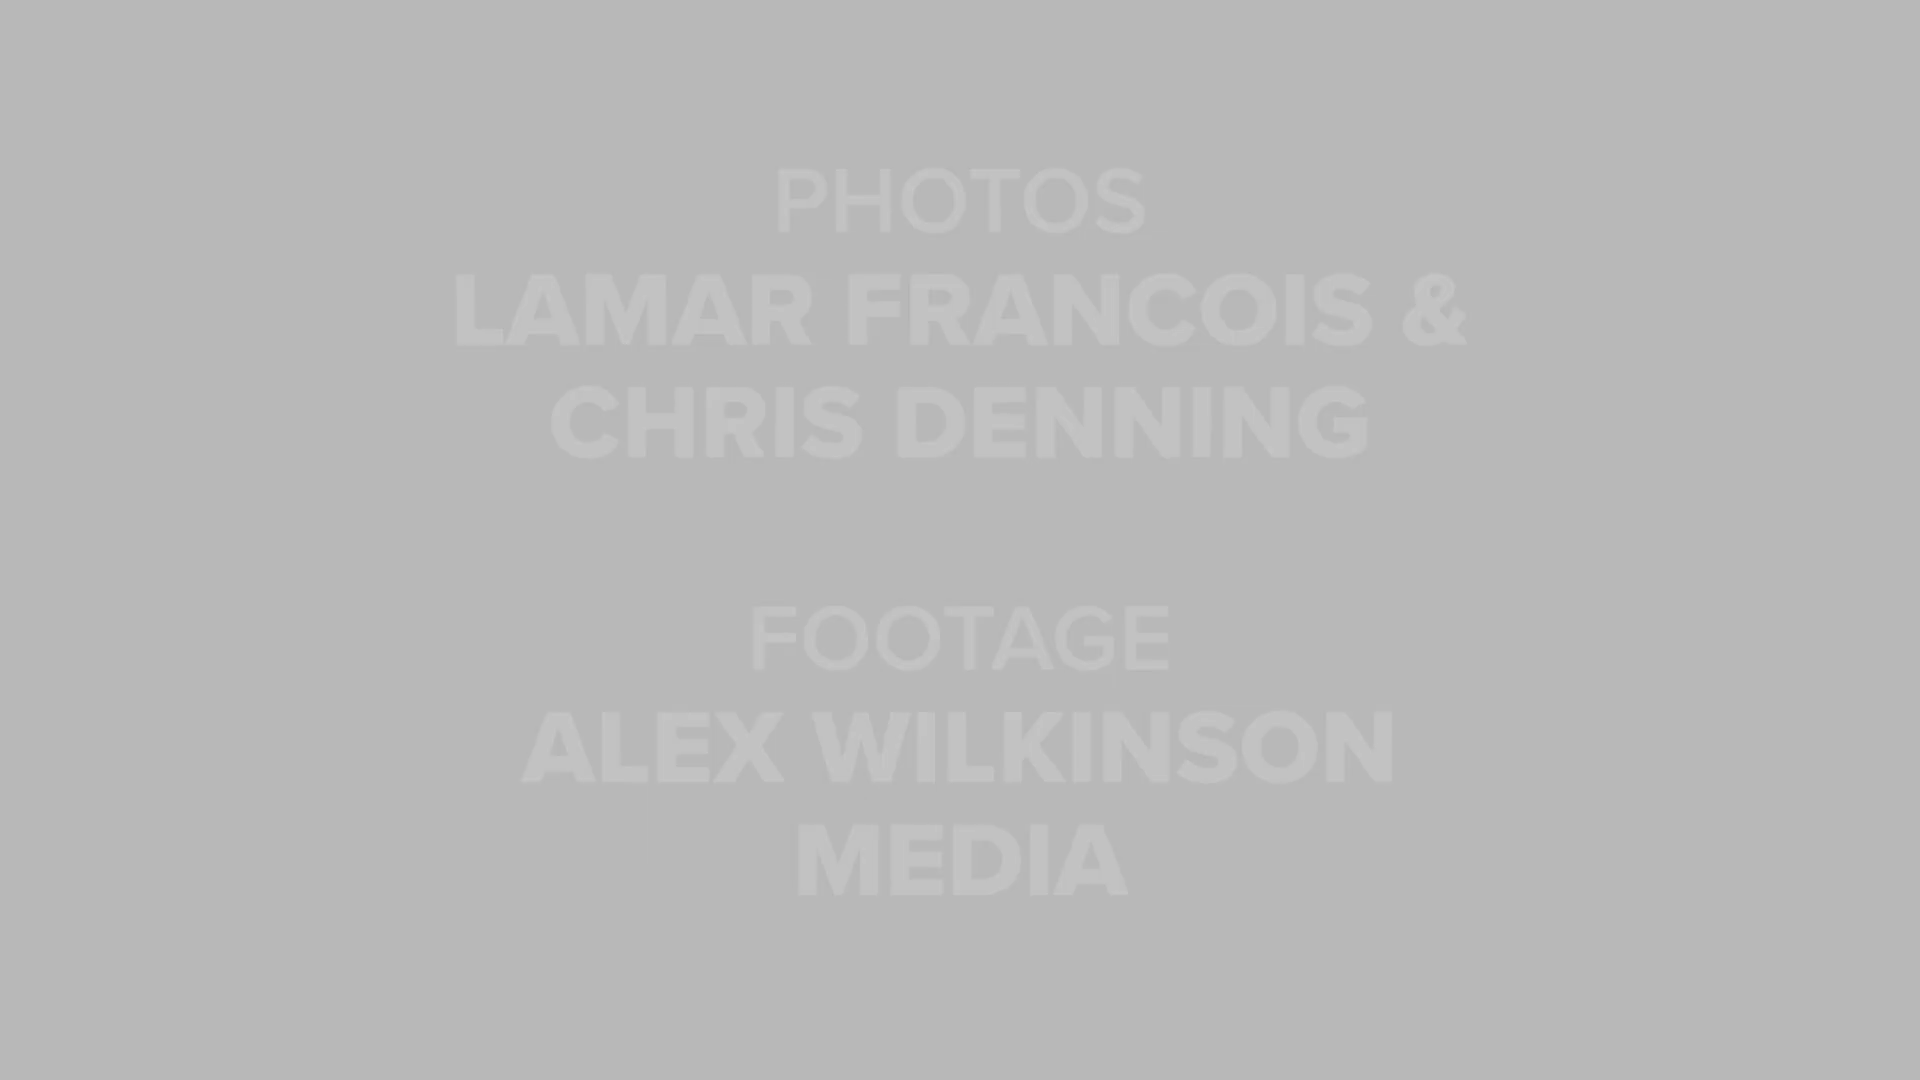 PHOTOS
LAMAR FRANCOIS &
CHRIS DENNING
FOOTAGE
ALEX WILKINSON
MEDIA